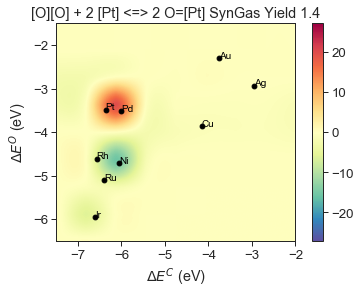 [O][O] + 2 [Pt] <=> 2 O=[Pt] SynGas Yield 1.4
−2
−3
−4
−5
−6
ΔE^O (eV)
Au
Ag
Pt
Pd
Cu
Rh
Ni
Ru
Ir
−7
−6
−5
−4
−3
−2
ΔE^C (eV)
20
10
0
−10
−20